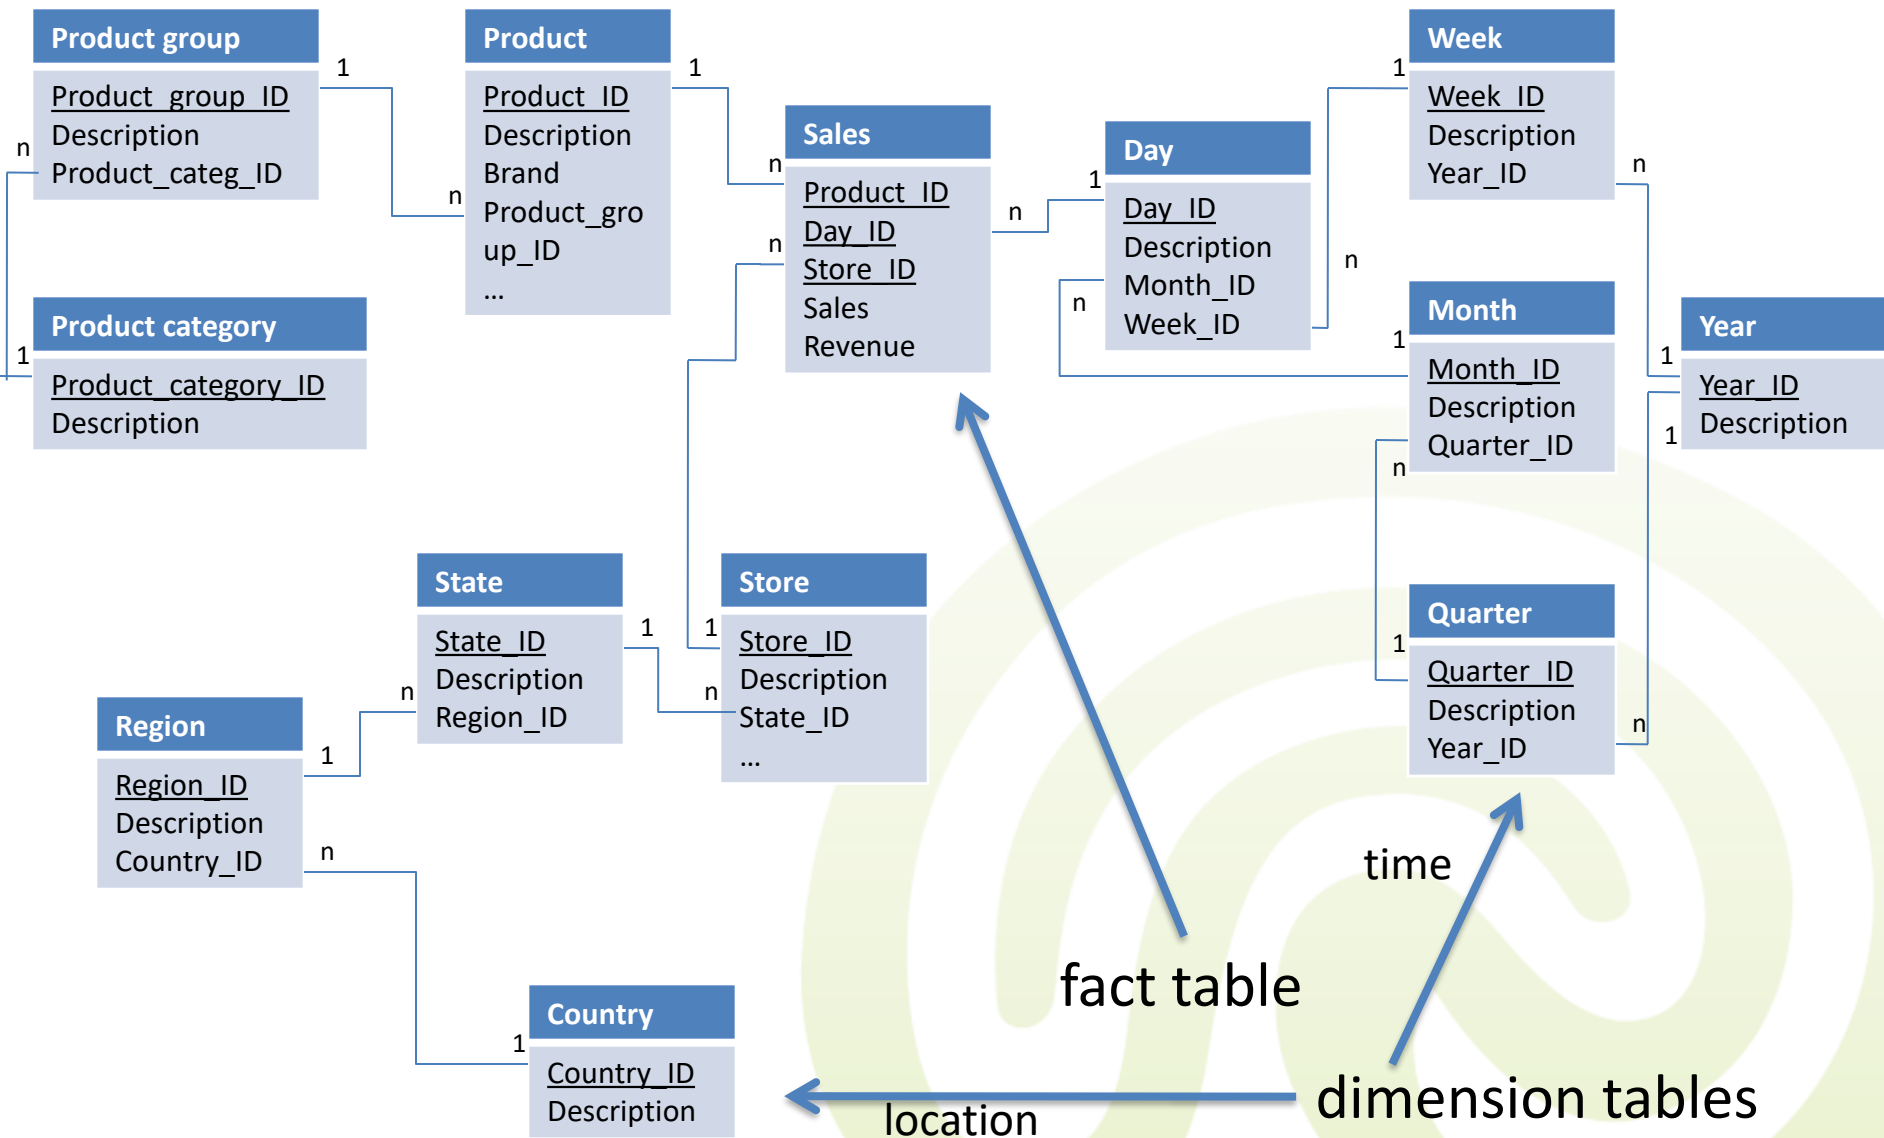 Product group
Product_group_ID
Description
Product_categ_ID
1
n
Product category
Product_category_ID
Description
1
Product
Product_ID
Description
Brand
Product_gro
up_ID
...
1
n
Sales
Product_ID
Day_ID
Store_ID
Sales
Revenue
n
n
n
Day
Day_ID
Description
Month_ID
Week_ID
1
n
n
Week
Week_ID
Description
Year_ID
1
n
Month
Month_ID
Description
Quarter_ID
1
n
Year
Year_ID
Description
1
1
Quarter
Quarter_ID
Description
Year_ID
1
n
State
State_ID
Description
Region_ID
1
n
Store
Store_ID
Description
State_ID
...
1
n
Region
Region_ID
Description
Country_ID
1
n
Country
Country_ID
Description
1
time
fact table
dimension tables
location